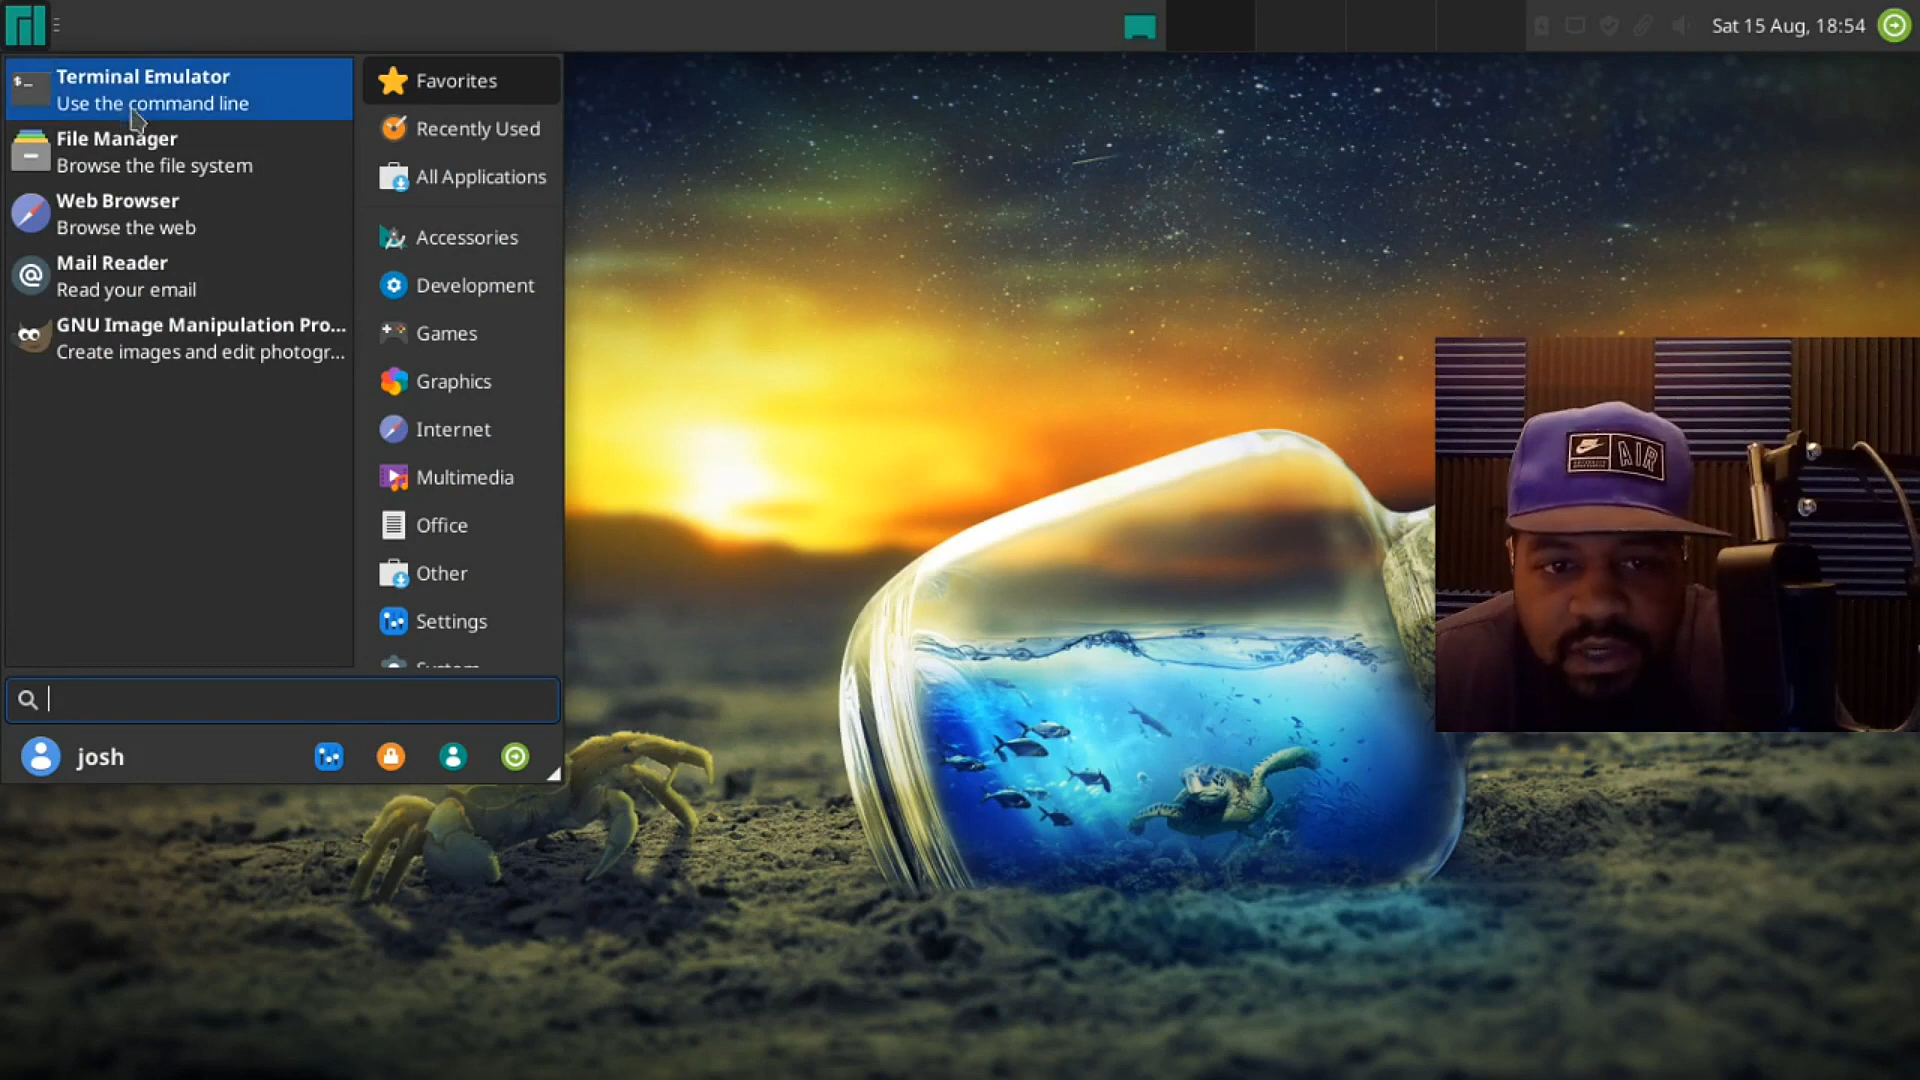 Sat 15 Aug, 18:54
Terminal Emulator
Use the command line
File Manager
Browse the file system
Web Browser
Browse the web
Mail Reader
Read your email
GNU Image Manipulation Pro...
Create images and edit photogr...
Favorites
Recently Used
All Applications
Accessories
Development
Games
Graphics
Internet
Multimedia
Office
Other
Settings
System
josh
AIR